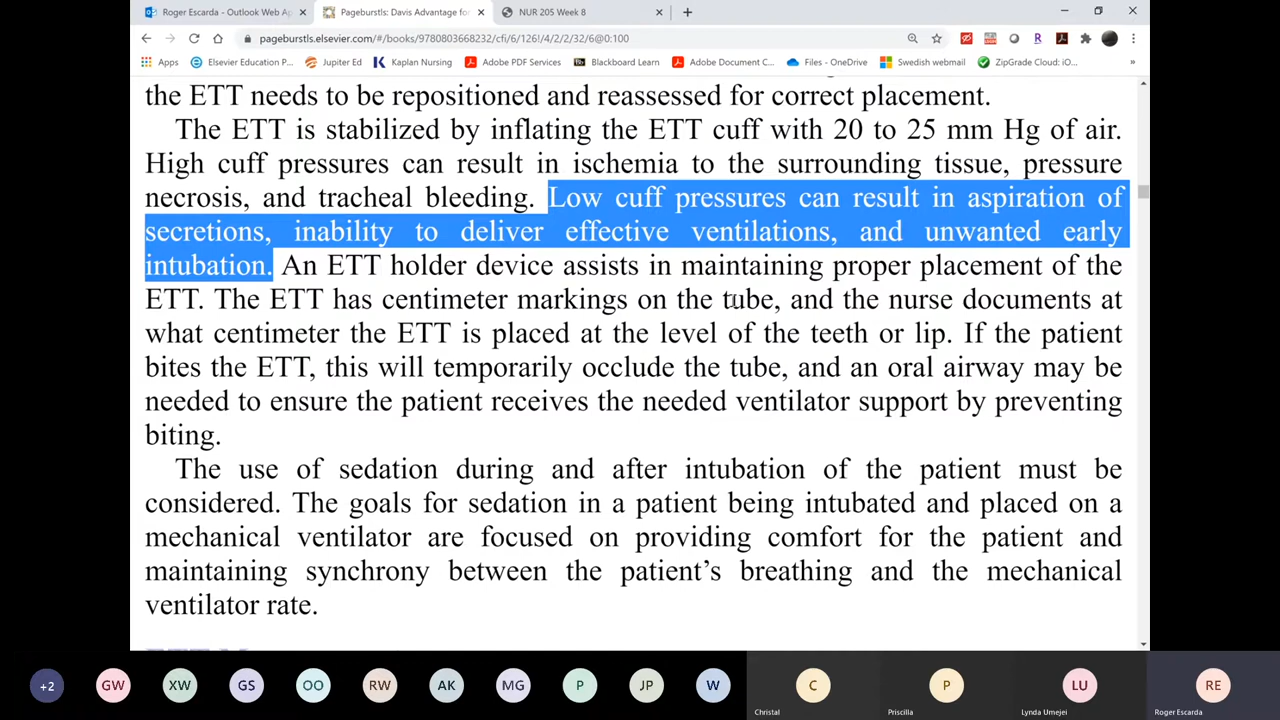 Roger Escarda - Outlook Web Ap
Pageburstls: Davis Advantage for
NUR 205 Week 8
pageburstls.elsevier.com/#/books/9780803668232/cfi/6/126!/4/2/2/32/6@0:100
Apps
Elsevier Education P...
Jupiter Ed
Kaplan Nursing
Adobe PDF Services
Blackboard Learn
Adobe Document C...
Files - OneDrive
Swedish webmail
ZipGrade Cloud: iO...
the ETT needs to be repositioned and reassessed for correct placement.
The ETT is stabilized by inflating the ETT cuff with 20 to 25 mm Hg of air.
High cuff pressures can result in ischemia to the surrounding tissue, pressure
necrosis, and tracheal bleeding. Low cuff pressures can result in aspiration of
secretions, inability to deliver effective ventilations, and unwanted early
intubation. An ETT holder device assists in maintaining proper placement of the
ETT. The ETT has centimeter markings on the tube, and the nurse documents at
what centimeter the ETT is placed at the level of the teeth or lip. If the patient
bites the ETT, this will temporarily occlude the tube, and an oral airway may be
needed to ensure the patient receives the needed ventilator support by preventing
biting.
The use of sedation during and after intubation of the patient must be
considered. The goals for sedation in a patient being intubated and placed on a
mechanical ventilator are focused on providing comfort for the patient and
maintaining synchrony between the patient’s breathing and the mechanical
ventilator rate.
+2
GW
XW
GS
OO
RW
AK
MG
P
JP
W
C
P
LU
RE
Christal
Priscilla
Lynda Umejei
Roger Escarda